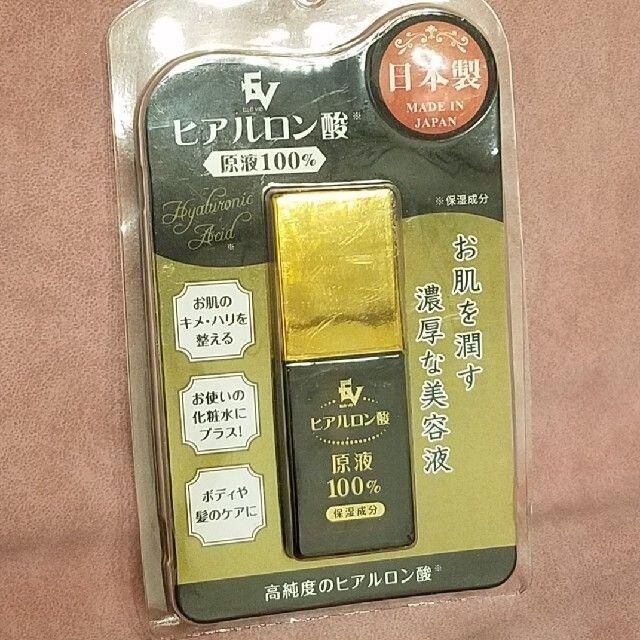 EV
ヒアルロン酸※
原液100%
日本製
MADE IN
JAPAN
※保湿成分
Hyaluronic
Acid
※
お肌を潤す
濃厚な美容液
お肌の
キメ・ハリを
整える
お使いの
化粧水に
プラス!
ボディや
髪のケアに
EV
ヒアルロン酸
原液
100%
保湿成分
高純度のヒアルロン酸※